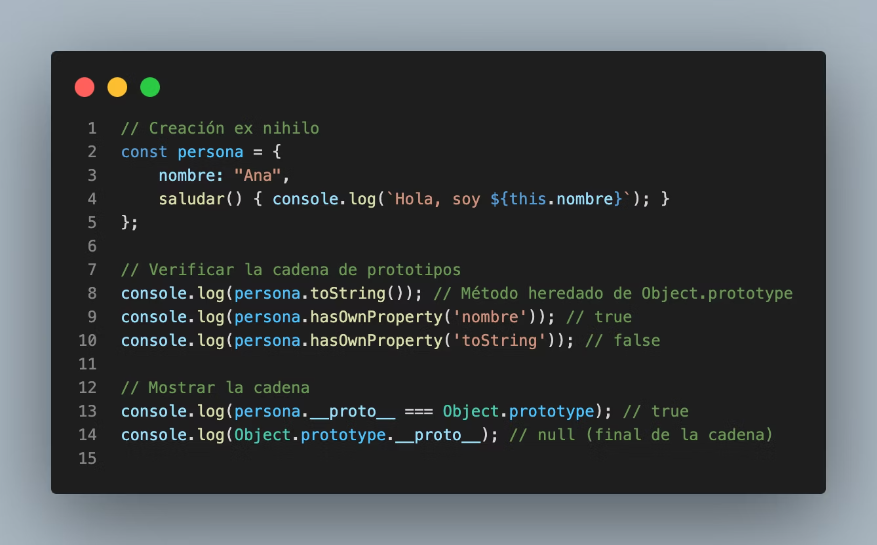 1 // Creación ex nihilo
2 const persona = {
3     nombre: "Ana",
4     saludar() { console.log(`Hola, soy ${this.nombre}`); }
5 };
6
7 // Verificar la cadena de prototipos
8 console.log(persona.toString()); // Método heredado de Object.prototype
9 console.log(persona.hasOwnProperty('nombre')); // true
10 console.log(persona.hasOwnProperty('toString')); // false
11
12 // Mostrar la cadena
13 console.log(persona.__proto__ === Object.prototype); // true
14 console.log(Object.prototype.__proto__); // null (final de la cadena)
15